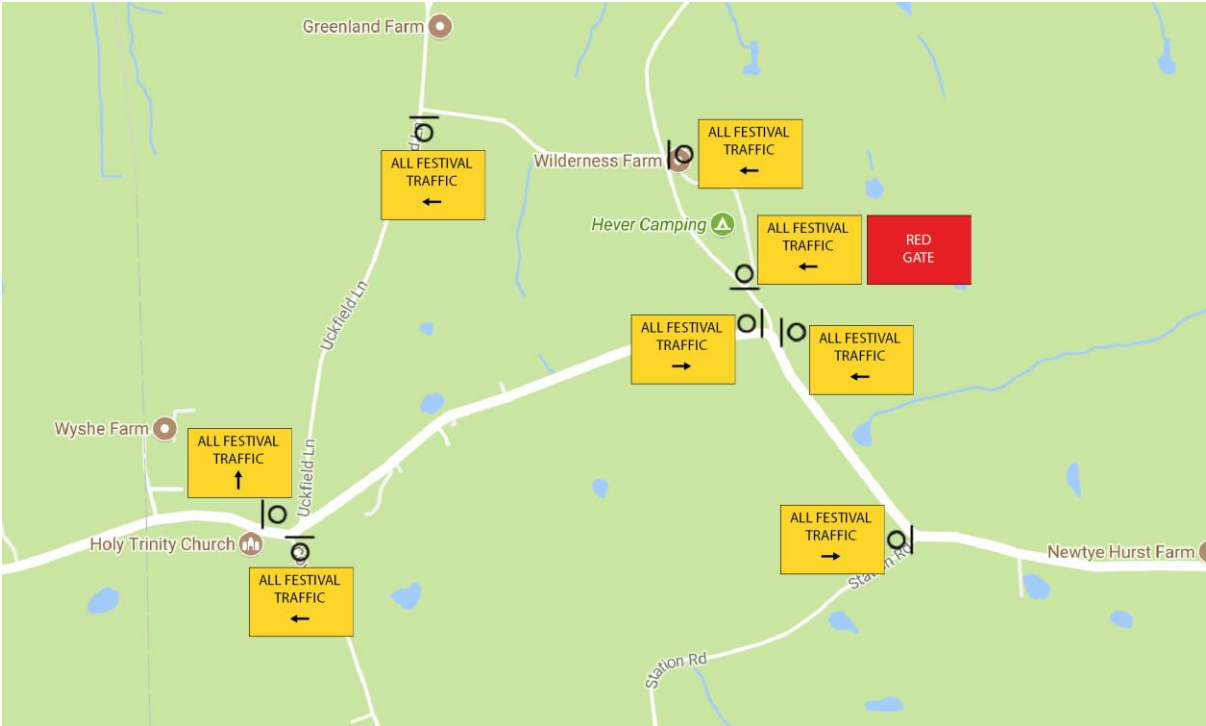 Greenland Farm
d Ln
ALL FESTIVAL
TRAFFIC
←
Wilderness Farm
ALL FESTIVAL
TRAFFIC
←
Hever Camping
ALL FESTIVAL
TRAFFIC
←
RED
GATE
Uckfield Ln
ALL FESTIVAL
TRAFFIC
→
ALL FESTIVAL
TRAFFIC
←
Wyshe Farm
ALL FESTIVAL
TRAFFIC
↑
Uckfield Ln
Holy Trinity Church
ALL FESTIVAL
TRAFFIC
←
ALL FESTIVAL
TRAFFIC
→
Newtye Hurst Farm
Station Rd
Station Rd